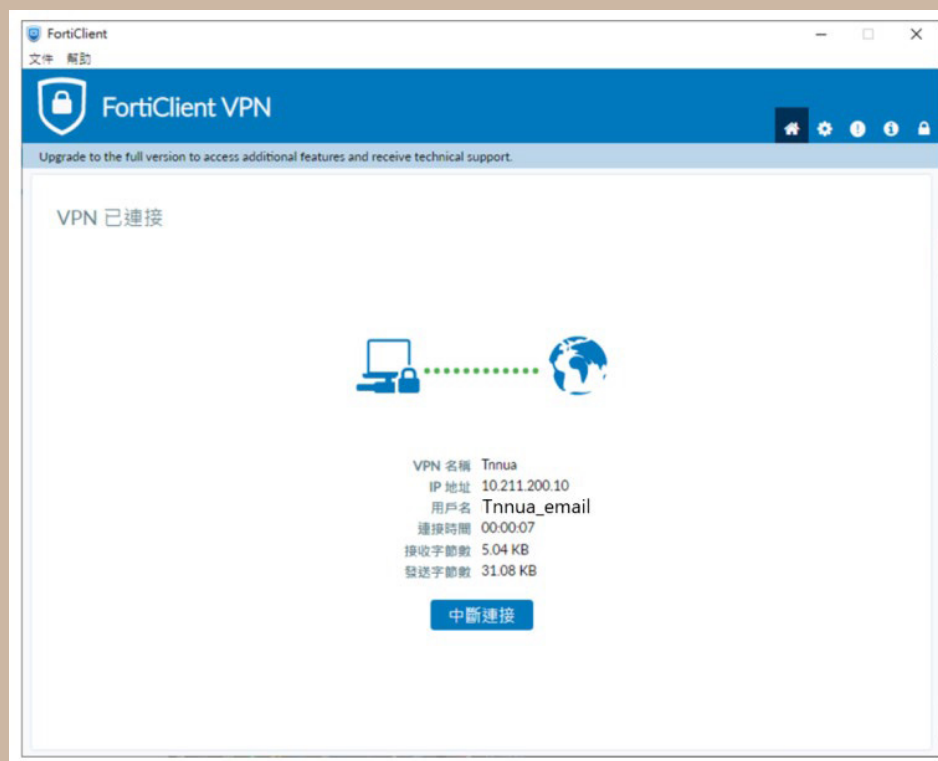 FortiClient
文件 幫助
FortiClient VPN
Upgrade to the full version to access additional features and receive technical support.
VPN 已連接
VPN 名稱 Tnnua
IP 地址 10.211.200.10
用戶名 Tnnua_email
連接時間 00:00:07
接收字節數 5.04 KB
發送字節數 31.08 KB
中斷連接